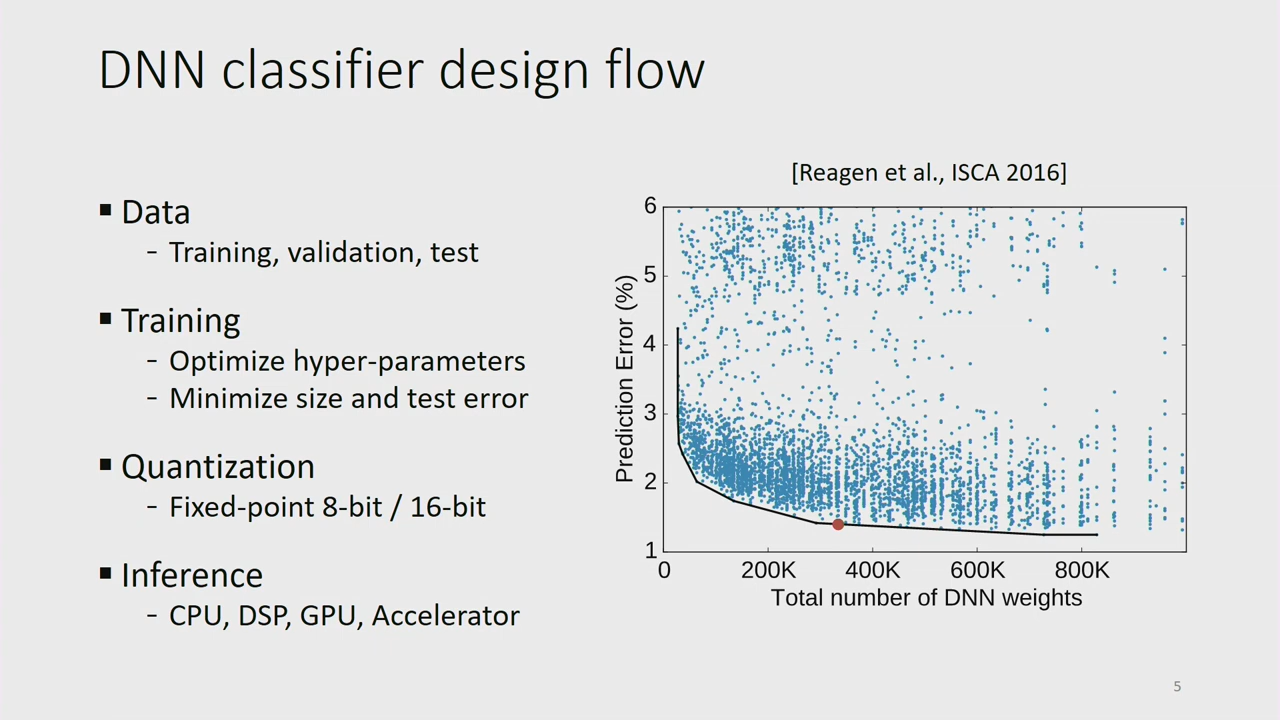 DNN classifier design flow
▪ Data
- Training, validation, test
▪ Training
- Optimize hyper-parameters
- Minimize size and test error
▪ Quantization
- Fixed-point 8-bit / 16-bit
▪ Inference
- CPU, DSP, GPU, Accelerator
[Reagen et al., ISCA 2016]
Prediction Error (%)
6
5
4
3
2
1
0 200K 400K 600K 800K
Total number of DNN weights
5